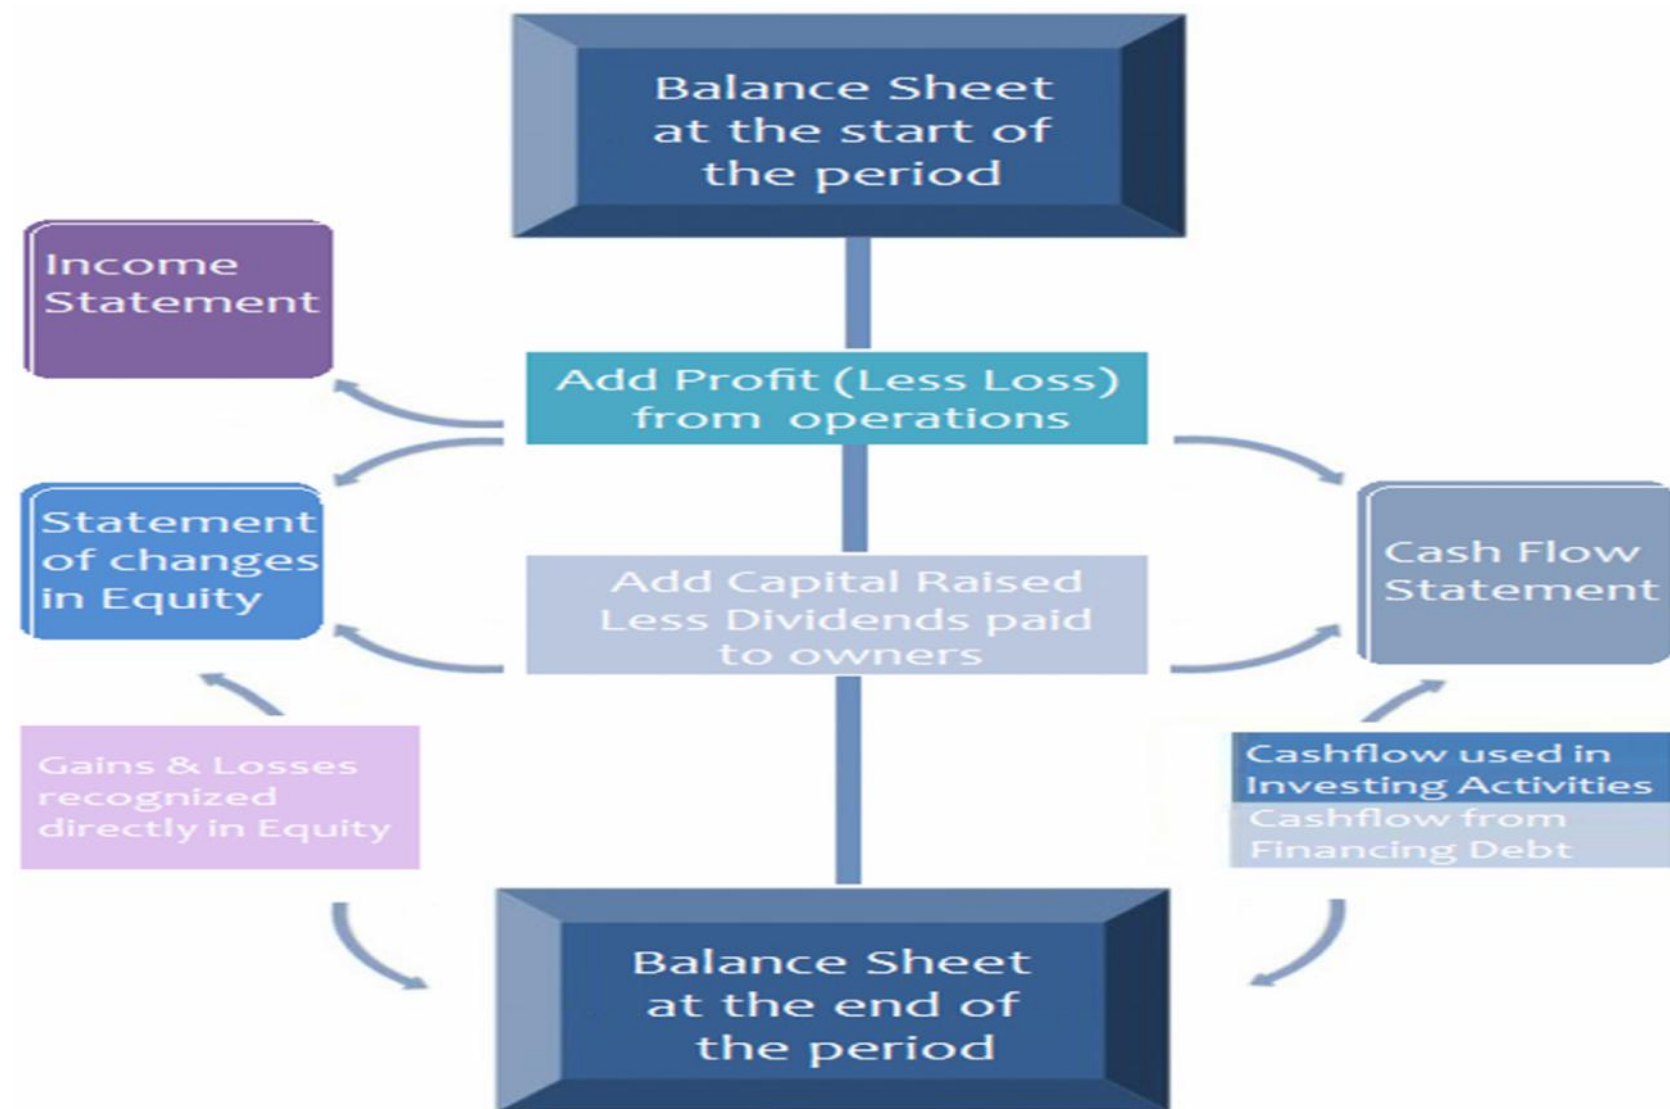 Balance Sheet
at the start of
the period
Income
Statement
Add Profit (Less Loss)
from operations
Statement
of changes
in Equity
Cash Flow
Statement
Add Capital Raised
Less Dividends paid
to owners
Gains & Losses
recognized
directly in Equity
Cashflow used in
Investing Activities
Cashflow from
Financing Debt
Balance Sheet
at the end of
the period